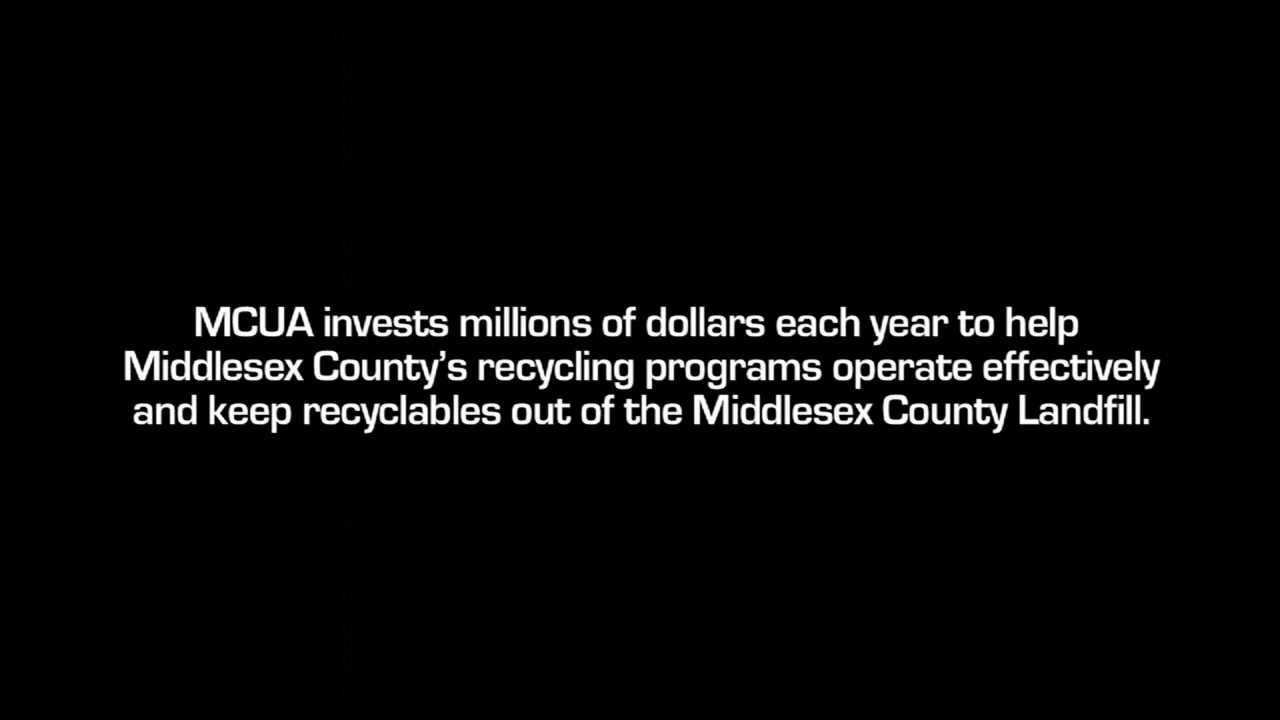 MCUA invests millions of dollars each year to help
Middlesex County’s recycling programs operate effectively
and keep recyclables out of the Middlesex County Landfill.